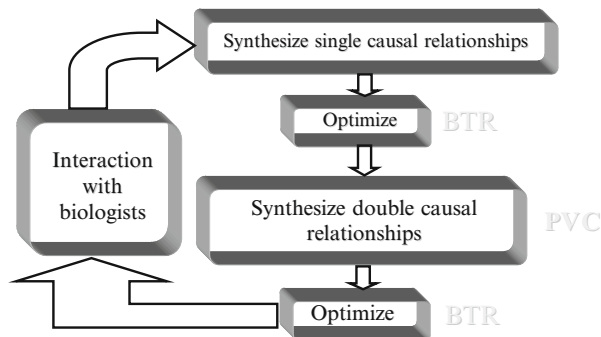 Synthesize single causal relationships
Optimize BTR
Interaction
with
biologists
Synthesize double causal
relationships
PVC
Optimize BTR